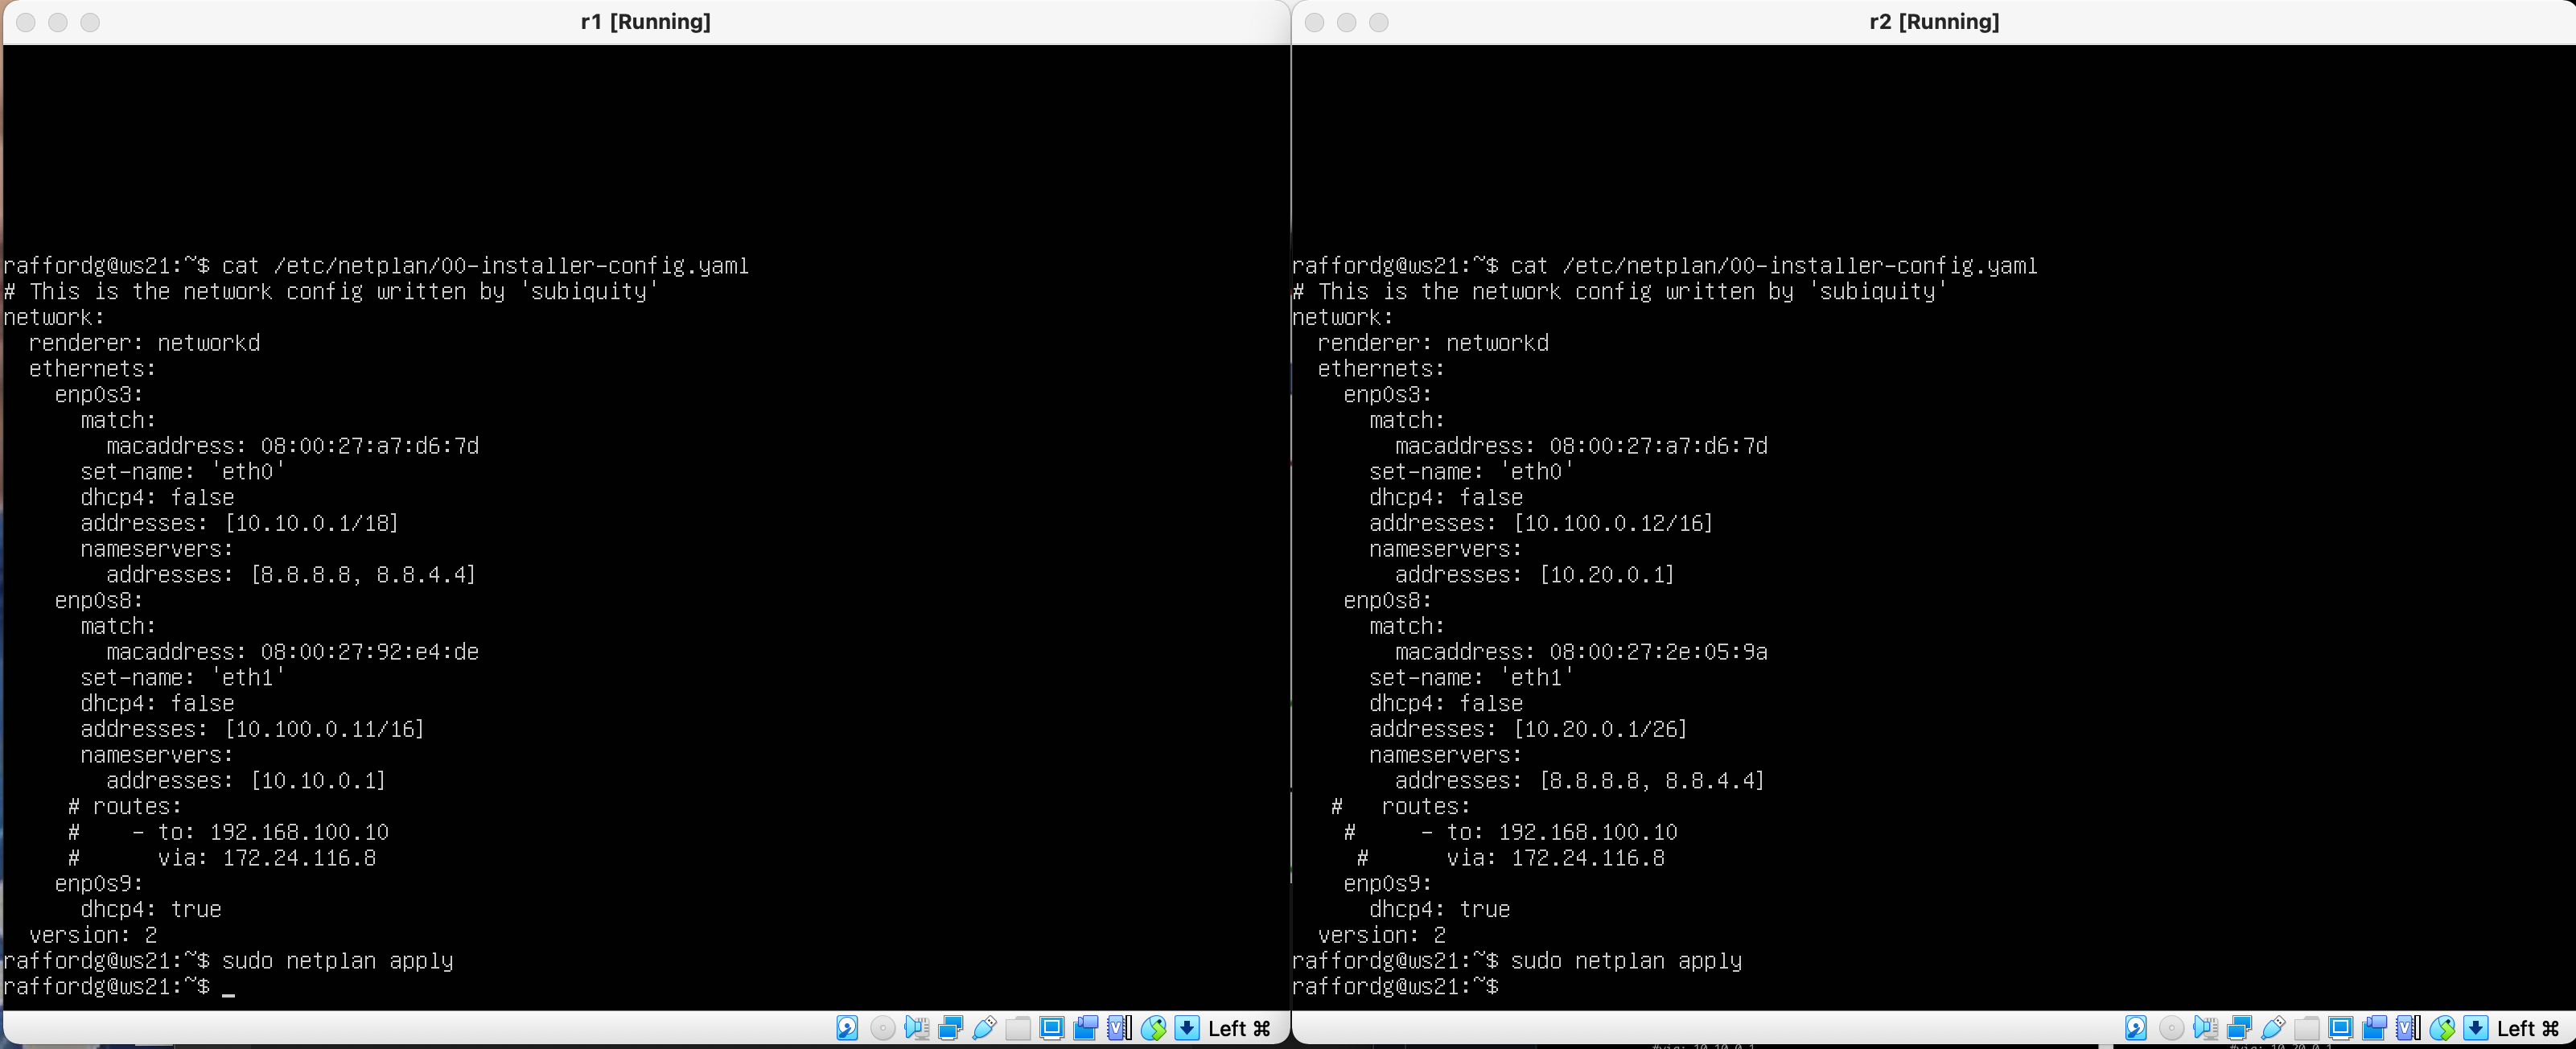 r1 [Running]
raffordg@ws21:~$ cat /etc/netplan/00-installer-config.yaml
# This is the network config written by 'subiquity'
network:
  renderer: networkd
  ethernets:
    enp0s3:
      match:
        macaddress: 08:00:27:a7:d6:7d
      set-name: 'eth0'
      dhcp4: false
      addresses: [10.10.0.1/18]
      nameservers:
        addresses: [8.8.8.8, 8.8.4.4]
    enp0s8:
      match:
        macaddress: 08:00:27:92:e4:de
      set-name: 'eth1'
      dhcp4: false
      addresses: [10.100.0.11/16]
      nameservers:
        addresses: [10.10.0.1]
     # routes:
     #    - to: 192.168.100.10
     #      via: 172.24.116.8
    enp0s9:
      dhcp4: true
  version: 2
raffordg@ws21:~$ sudo netplan apply
raffordg@ws21:~$ _
Left ⌘
r2 [Running]
raffordg@ws21:~$ cat /etc/netplan/00-installer-config.yaml
# This is the network config written by 'subiquity'
network:
  renderer: networkd
  ethernets:
    enp0s3:
      match:
        macaddress: 08:00:27:a7:d6:7d
      set-name: 'eth0'
      dhcp4: false
      addresses: [10.100.0.12/16]
      nameservers:
        addresses: [10.20.0.1]
    enp0s8:
      match:
        macaddress: 08:00:27:2e:05:9a
      set-name: 'eth1'
      dhcp4: false
      addresses: [10.20.0.1/26]
      nameservers:
        addresses: [8.8.8.8, 8.8.4.4]
   #   routes:
    #     - to: 192.168.100.10
     #      via: 172.24.116.8
    enp0s9:
      dhcp4: true
  version: 2
raffordg@ws21:~$ sudo netplan apply
raffordg@ws21:~$
Left ⌘